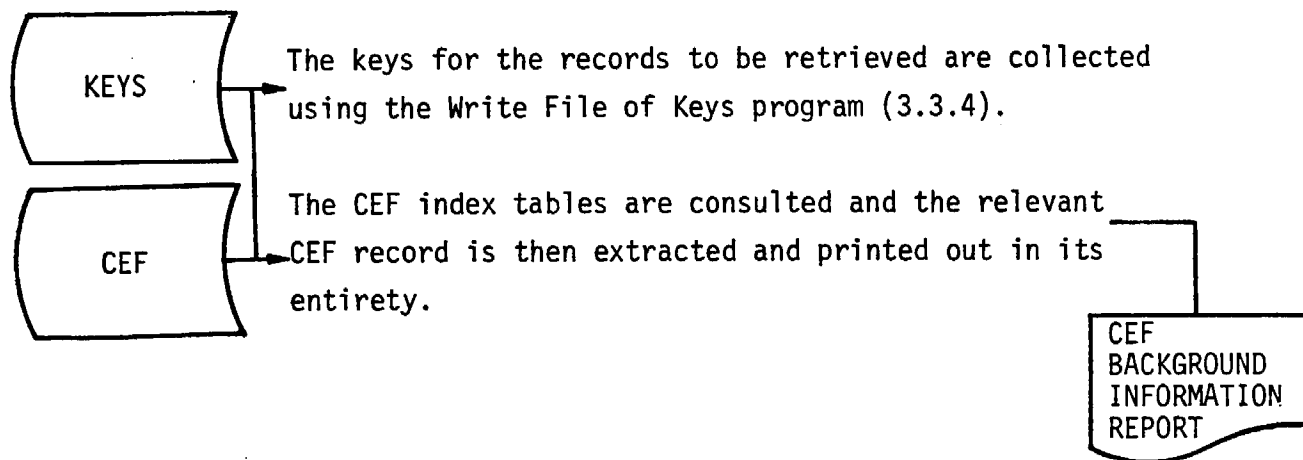 KEYS
The keys for the records to be retrieved are collected
using the Write File of Keys program (3.3.4).
CEF
The CEF index tables are consulted and the relevant
CEF record is then extracted and printed out in its
entirety.
CEF
BACKGROUND
INFORMATION
REPORT